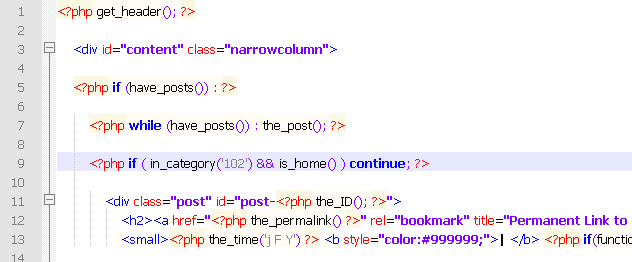 1 <?php get_header(); ?>
2
3 <div id="content" class="narrowcolumn">
4
5 <?php if (have_posts()) : ?>
6
7 <?php while (have_posts()) : the_post(); ?>
8
9 <?php if ( in_category('102') && is_home() ) continue; ?>
10
11 <div class="post" id="post-<?php the_ID(); ?>">
12 <h2><a href="<?php the_permalink() ?>" rel="bookmark" title="Permanent Link to
13 <small><?php the_time('j F Y') ?> <b style="color:#999999;">| </b> <?php if(func
14